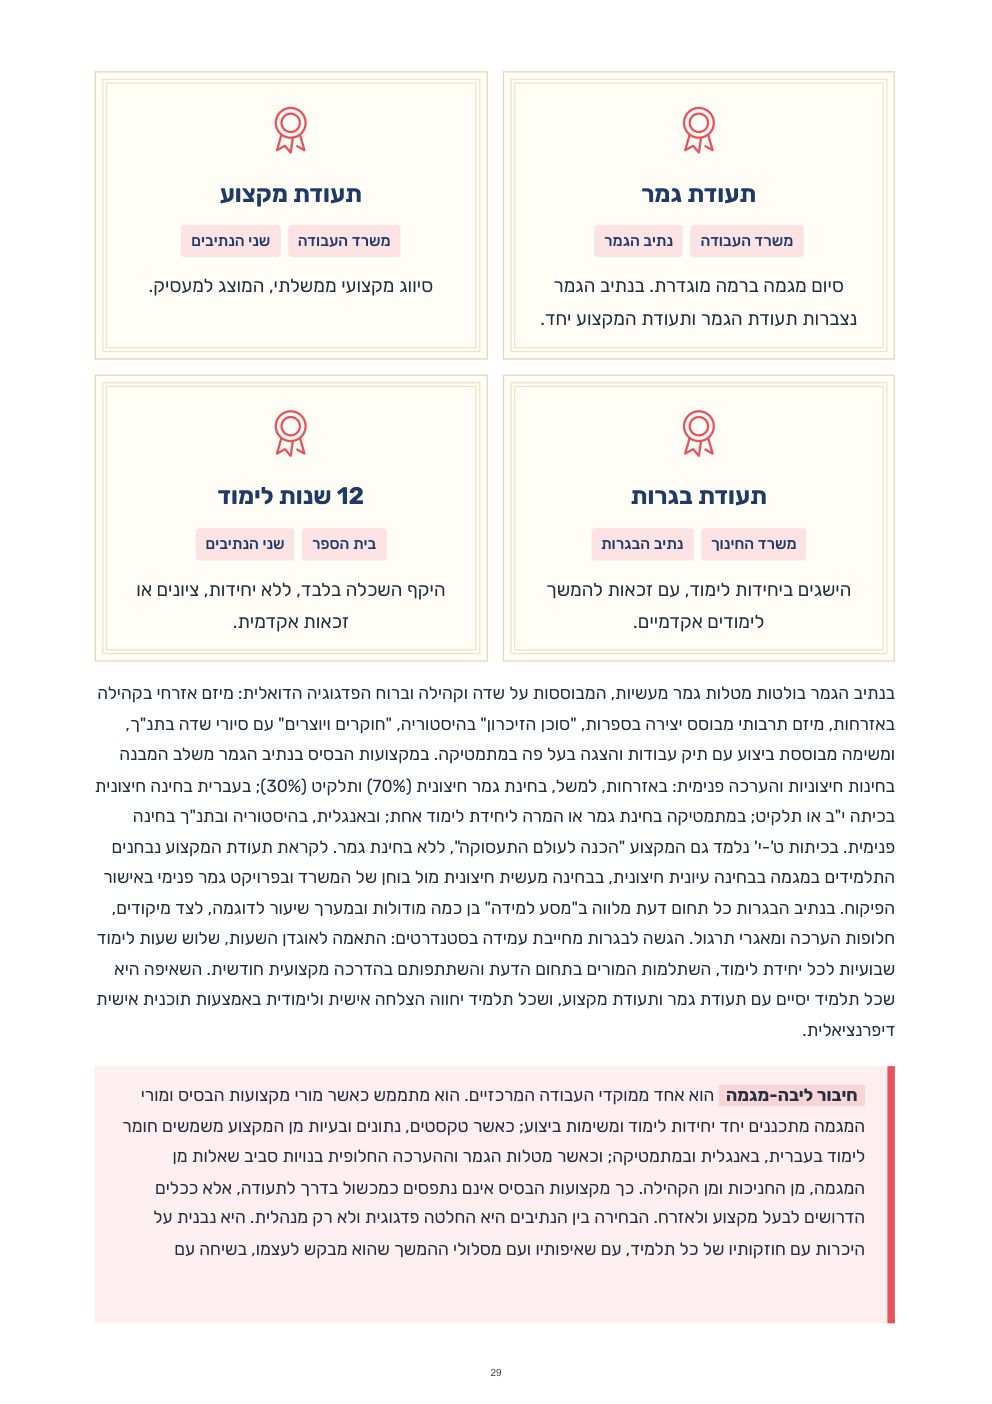 תעודת גמר
משרד העבודה נתיב הגמר
סיום מגמה ברמה מוגדרת. בנתיב הגמר
נצברות תעודת הגמר ותעודת המקצוע יחד.
תעודת מקצוע
משרד העבודה שני הנתיבים
סיווג מקצועי ממשלתי, המוצג למעסיק.
תעודת בגרות
משרד החינוך נתיב הבגרות
הישגים ביחידות לימוד, עם זכאות להמשך
לימודים אקדמיים.
12 שנות לימוד
בית הספר שני הנתיבים
היקף השכלה בלבד, ללא יחידות, ציונים או
זכאות אקדמית.
בנתיב הגמר בולטות מטלות גמר מעשיות, המבוססות על שדה וקהילה וברוח הפדגוגיה הדואלית: מיזם אזרחי בקהילה
באזרחות, מיזם תרבותי מבוסס יצירה בספרות, "סוכן הזיכרון" בהיסטוריה, "חוקרים ויוצרים" עם סיורי שדה בתנ"ך,
ומשימה מבוססת ביצוע עם תיק עבודות והצגה בעל פה במתמטיקה. במקצועות הבסיס בנתיב הגמר משלב המבנה
בחינות חיצוניות והערכה פנימית: באזרחות, למשל, בחינת גמר חיצונית (70%) ותלקיט (30%); בעברית בחינה חיצונית
בכיתה י"ב או תלקיט; במתמטיקה בחינת גמר או המרה ליחידת לימוד אחת; ובאנגלית, בהיסטוריה ובתנ"ך בחינה
פנימית. בכיתות ט'-י' נלמד גם המקצוע "הכנה לעולם התעסוקה", ללא בחינת גמר. לקראת תעודת המקצוע נבחנים
התלמידים במגמה בבחינה עיונית חיצונית, בבחינה מעשית חיצונית מול בוחן של המשרד ובפרויקט גמר פנימי באישור
הפיקוח. בנתיב הבגרות כל תחום דעת מלווה ב"מסע למידה" בן כמה מודולות ובמערך שיעור לדוגמה, לצד מיקודים,
חלופות הערכה ומאגרי תרגול. הגשה לבגרות מחייבת עמידה בסטנדרטים: התאמה לאוגדן השעות, שלוש שעות לימוד
שבועיות לכל יחידת לימוד, השתלמות המורים בתחום הדעת והשתתפותם בהדרכה מקצועית חודשית. השאיפה היא
שכל תלמיד יסיים עם תעודת גמר ותעודת מקצוע, ושכל תלמיד יחווה הצלחה אישית ולימודית באמצעות תוכנית אישית
דיפרנציאלית.
חיבור ליבה-מגמה הוא אחד ממוקדי העבודה המרכזיים. הוא מתממש כאשר מורי מקצועות הבסיס ומורי
המגמה מתכננים יחד יחידות לימוד ומשימות ביצוע; כאשר טקסטים, נתונים ובעיות מן המקצוע משמשים חומר
לימוד בעברית, באנגלית ובמתמטיקה; וכאשר מטלות הגמר וההערכה החלופית בנויות סביב שאלות מן
המגמה, מן החניכות ומן הקהילה. כך מקצועות הבסיס אינם נתפסים כמכשול בדרך לתעודה, אלא ככלים
הדרושים לבעל מקצוע ולאזרח. הבחירה בין הנתיבים היא החלטה פדגוגית ולא רק מנהלית. היא נבנית על
היכרות עם חוזקותיו של כל תלמיד, עם שאיפותיו ועם מסלולי ההמשך שהוא מבקש לעצמו, בשיחה עם
29